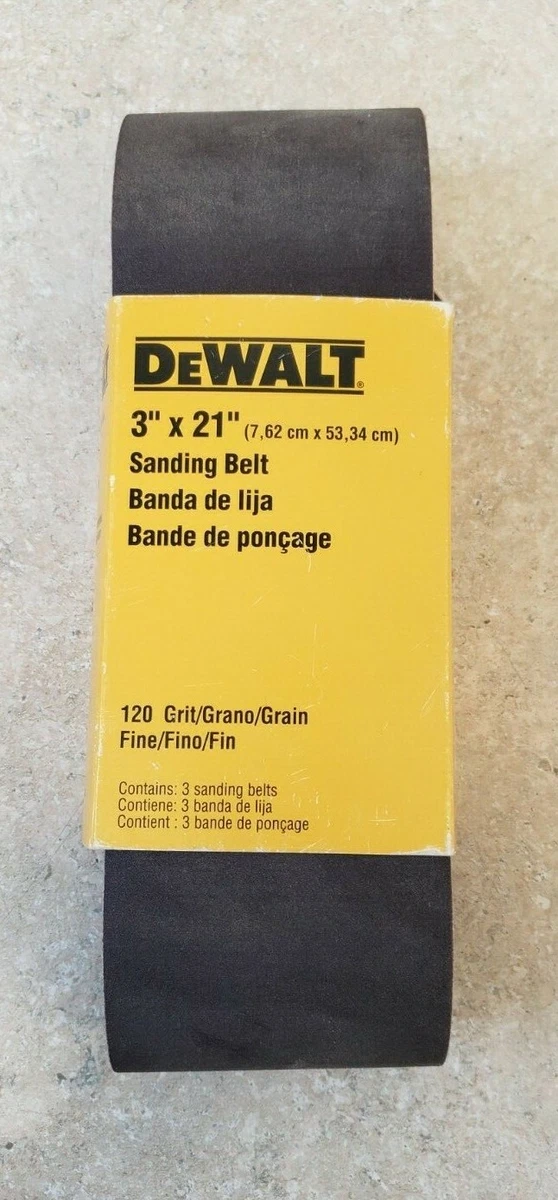 DEWALT®
3" x 21" (7,62 cm x 53,34 cm)
Sanding Belt
Banda de lija
Bande de ponçage
120 Grit/Grano/Grain
Fine/Fino/Fin
Contains: 3 sanding belts
Contiene: 3 banda de lija
Contient : 3 bande de ponçage